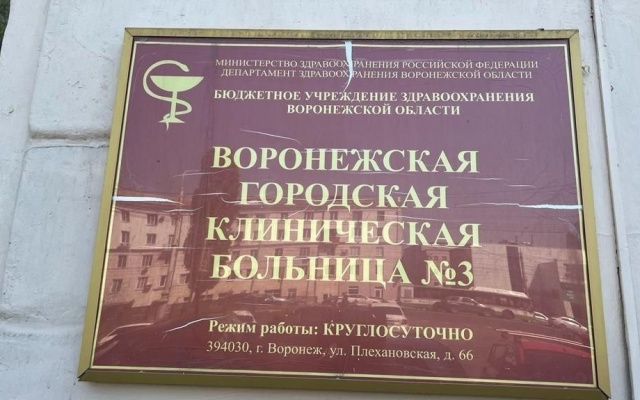 МИНИСТЕРСТВО ЗДРАВООХРАНЕНИЯ РОССИЙСКОЙ ФЕДЕРАЦИИ
ДЕПАРТАМЕНТ ЗДРАВООХРАНЕНИЯ ВОРОНЕЖСКОЙ ОБЛАСТИ
БЮДЖЕТНОЕ УЧРЕЖДЕНИЕ ЗДРАВООХРАНЕНИЯ
ВОРОНЕЖСКОЙ ОБЛАСТИ
ВОРОНЕЖСКАЯ
ГОРОДСКАЯ
КЛИНИЧЕСКАЯ
БОЛЬНИЦА №3
Режим работы: КРУГЛОСУТОЧНО
394030, г. Воронеж, ул. Плехановская, д. 66